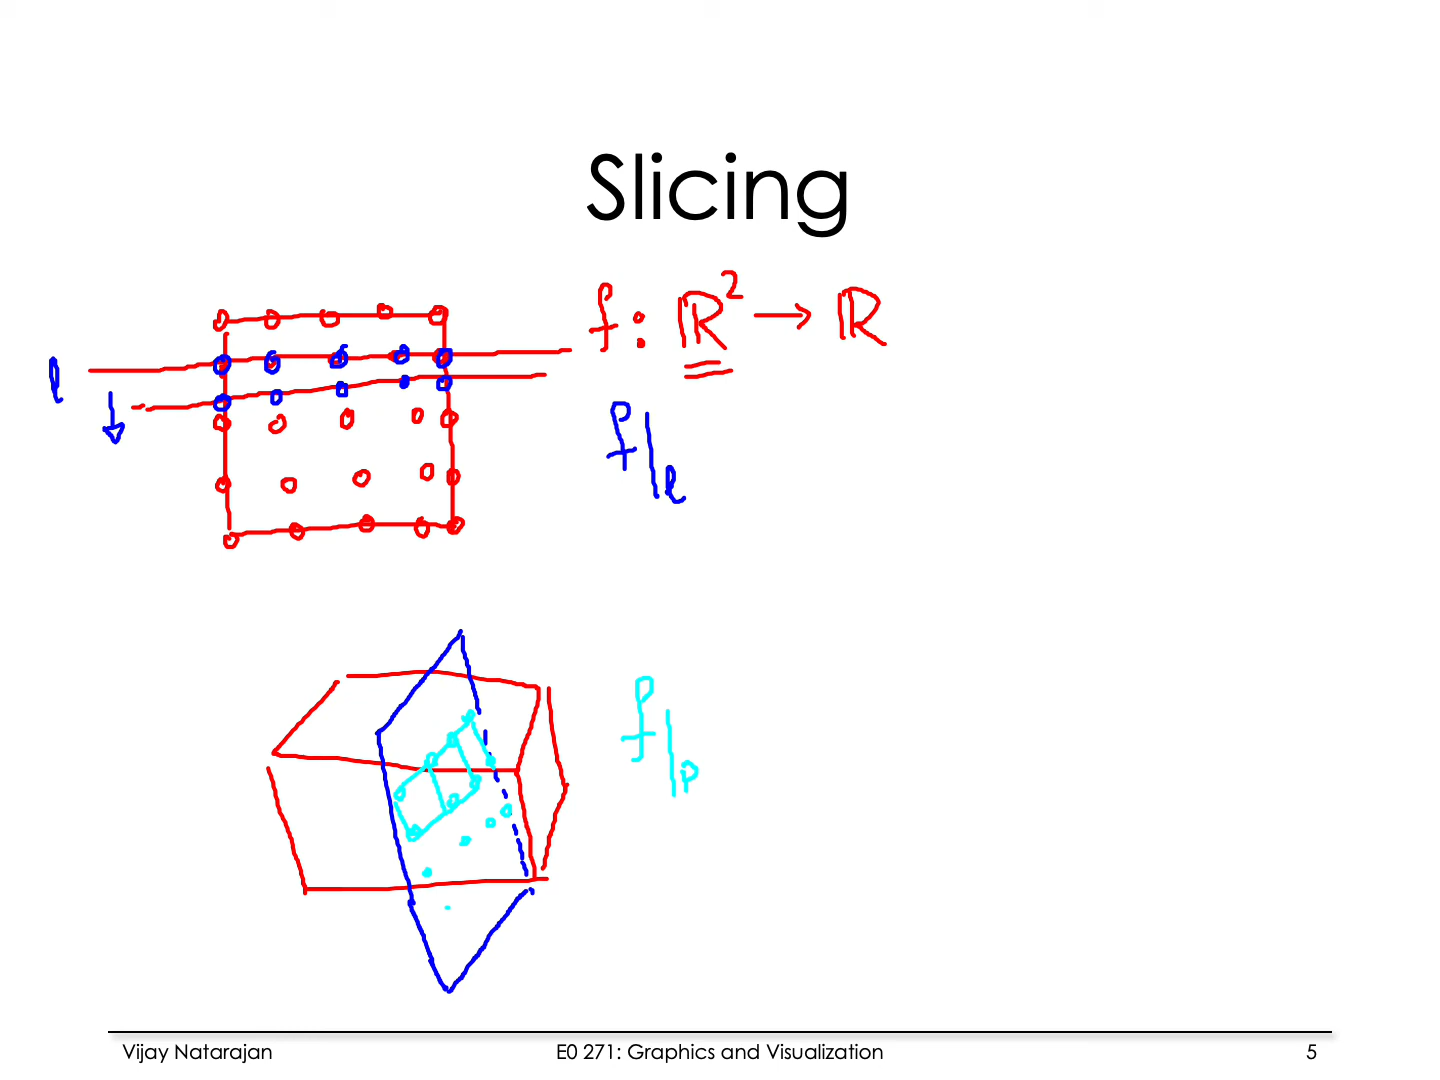 Slicing
f: ℝ² → ℝ
l
f|l
f|p
Vijay Natarajan
E0 271: Graphics and Visualization
5